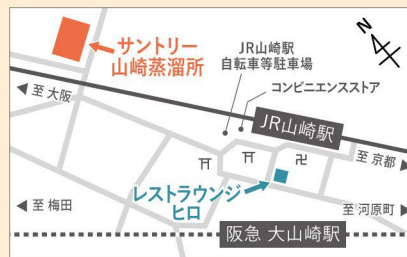 サントリー
山崎蒸溜所
JR山崎駅
自転車等駐車場
コンビニエンスストア
N
至 大阪
JR山崎駅
至 京都
レストラウンジ
ヒロ
至 梅田
至 河原町
阪急 大山崎駅